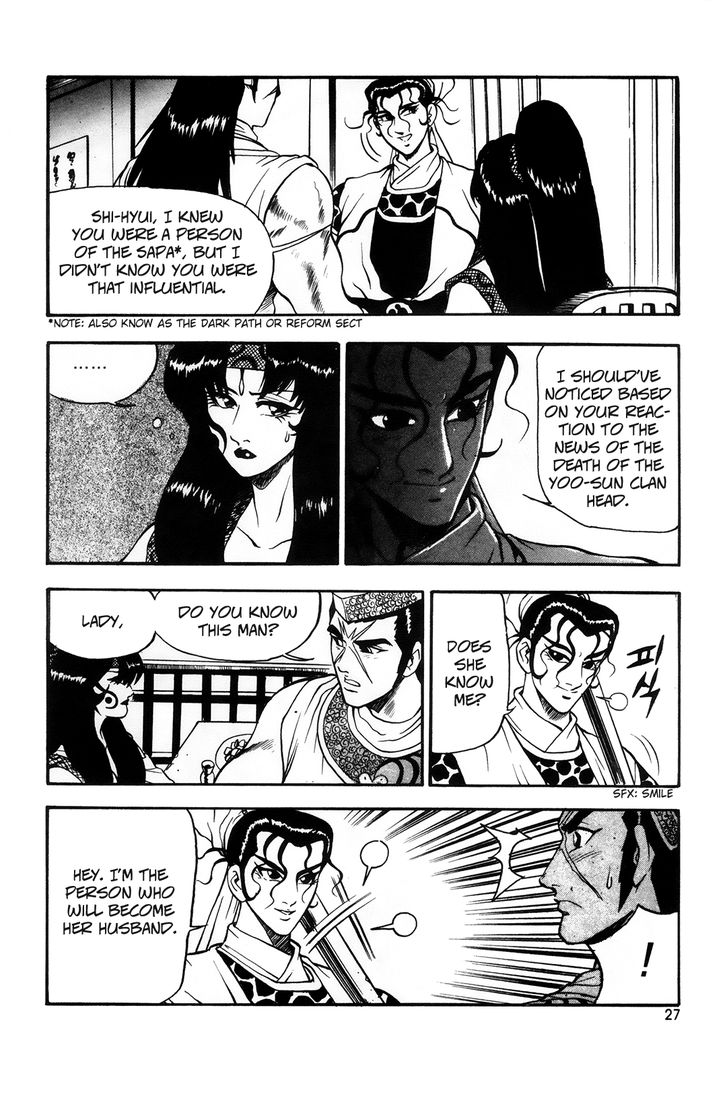 SHI-HYUI, I KNEW
YOU WERE A PERSON
OF THE SAPA*, BUT I
DIDN'T KNOW YOU WERE
THAT INFLUENTIAL.
*NOTE: ALSO KNOW AS THE DARK PATH OR REFORM SECT
......
I SHOULD'VE
NOTICED BASED
ON YOUR REAC-
TION TO THE
NEWS OF THE
DEATH OF THE
YOO-SUN CLAN
HEAD.
LADY,
DO YOU KNOW
THIS MAN?
DOES
SHE
KNOW
ME?
피식
SFX: SMILE
HEY. I'M THE
PERSON WHO
WILL BECOME
HER HUSBAND.
!
27